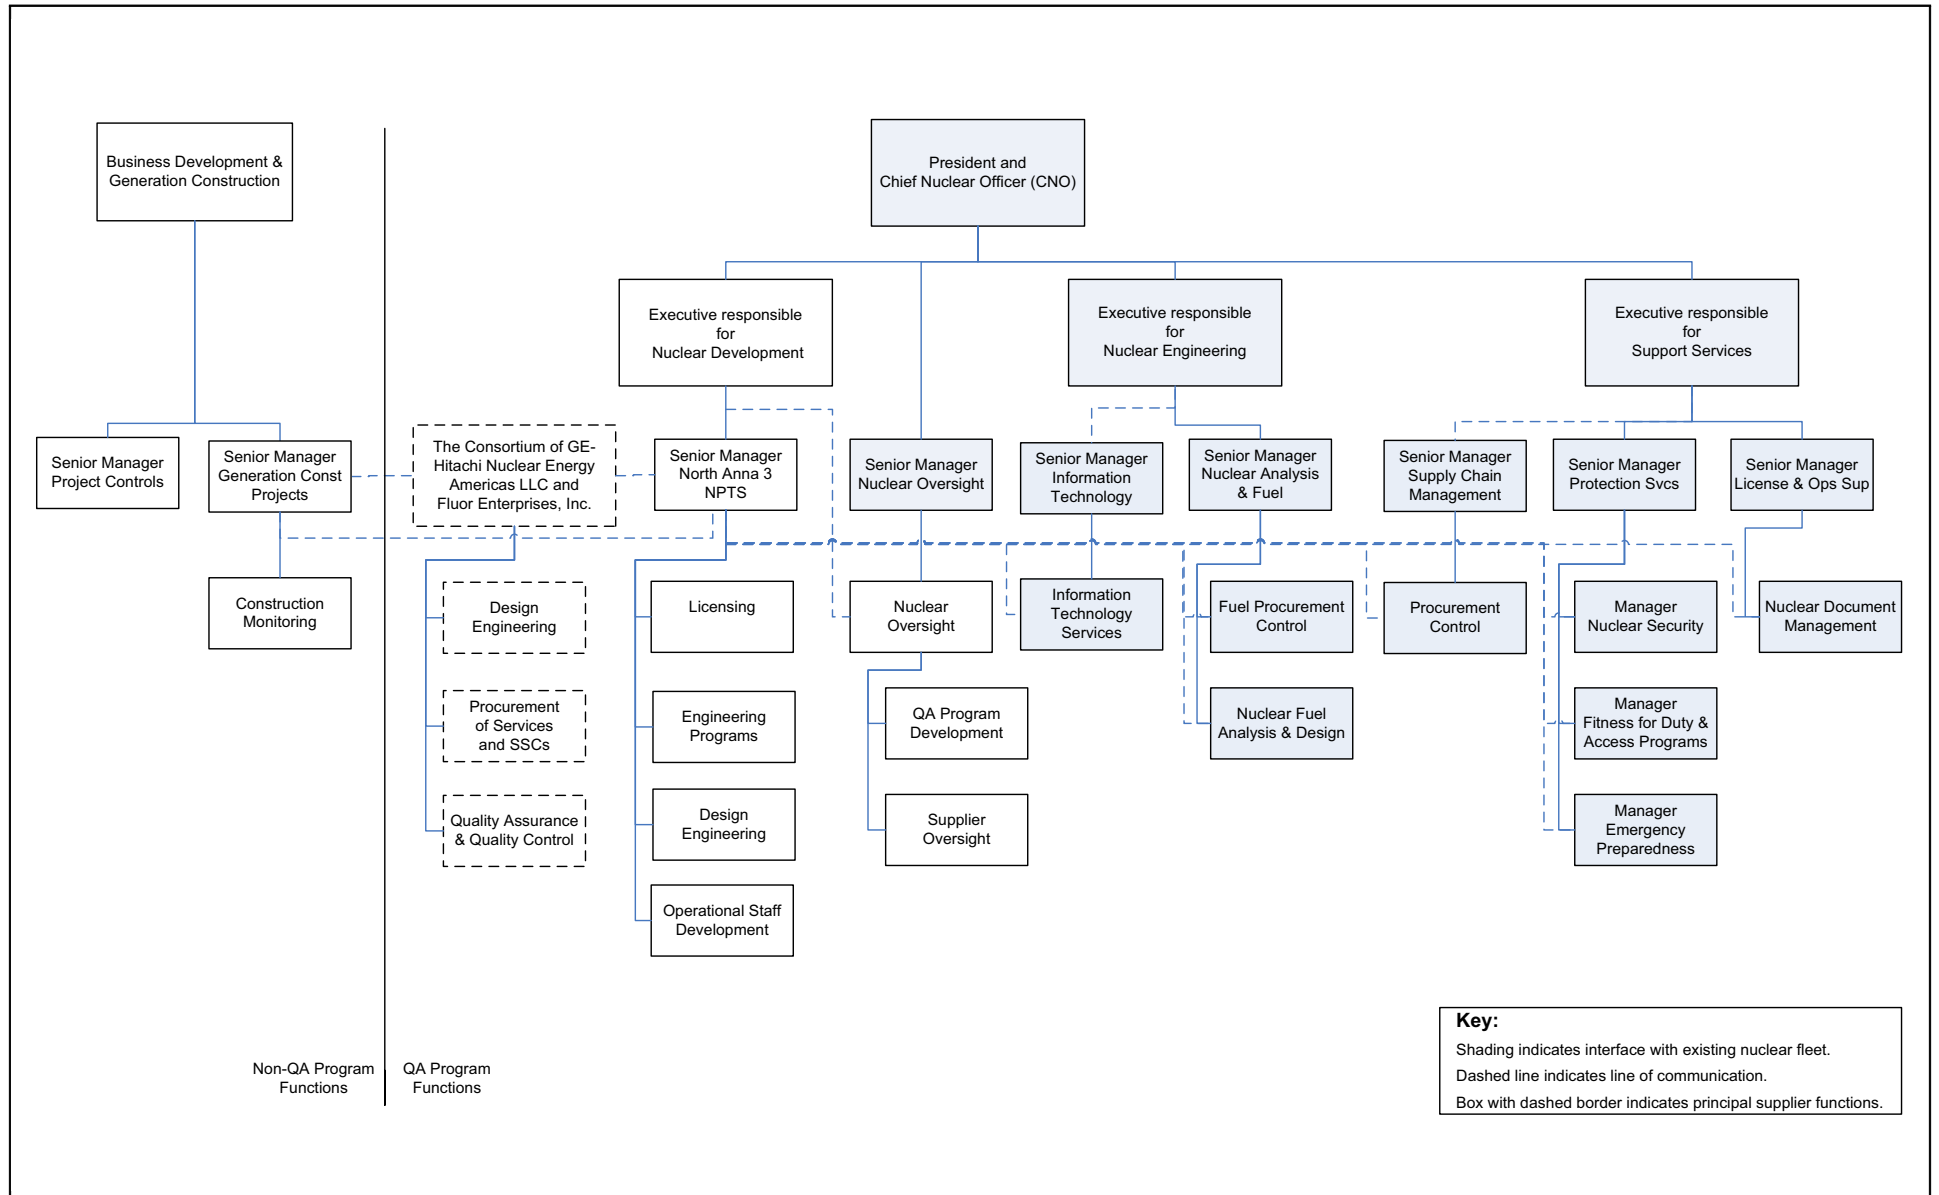 Business Development &
Generation Construction
President and
Chief Nuclear Officer (CNO)
Executive responsible
for
Nuclear Development
Executive responsible
for
Nuclear Engineering
Executive responsible
for
Support Services
Senior Manager
Project Controls
Senior Manager
Generation Const
Projects
The Consortium of GE-
Hitachi Nuclear Energy
Americas LLC and
Fluor Enterprises, Inc.
Senior Manager
North Anna 3
NPTS
Senior Manager
Nuclear Oversight
Senior Manager
Information
Technology
Senior Manager
Nuclear Analysis
& Fuel
Senior Manager
Supply Chain
Management
Senior Manager
Protection Svcs
Senior Manager
License & Ops Sup
Construction
Monitoring
Design
Engineering
Licensing
Nuclear
Oversight
Information
Technology
Services
Fuel Procurement
Control
Procurement
Control
Manager
Nuclear Security
Nuclear Document
Management
Procurement
of Services
and SSCs
Engineering
Programs
QA Program
Development
Nuclear Fuel
Analysis & Design
Manager
Fitness for Duty &
Access Programs
Quality Assurance
& Quality Control
Design
Engineering
Supplier
Oversight
Manager
Emergency
Preparedness
Operational Staff
Development
Non-QA Program
Functions
QA Program
Functions
Key:
Shading indicates interface with existing nuclear fleet.
Dashed line indicates line of communication.
Box with dashed border indicates principal supplier functions.